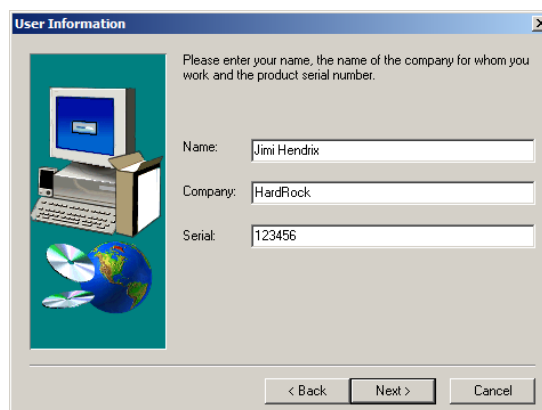 User Information
Please enter your name, the name of the company for whom you
work and the product serial number.
Name:
Jimi Hendrix
Company:
HardRock
Serial:
123456
< Back
Next >
Cancel